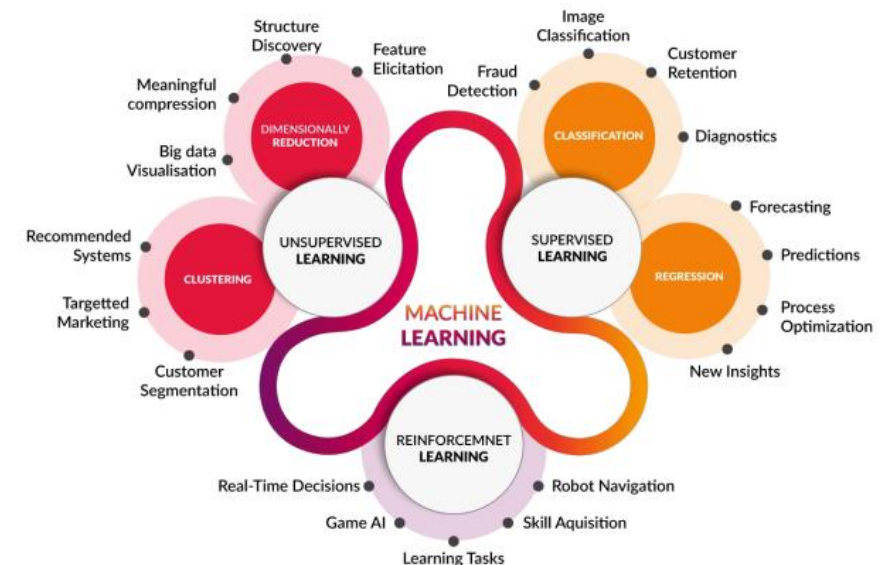 Structure
Discovery
Feature
Elicitation
Meaningful
compression
Big data
Visualisation
DIMENSIONALLY
REDUCTION
Recommended
Systems
Targetted
Marketing
Customer
Segmentation
CLUSTERING
UNSUPERVISED
LEARNING
Image
Classification
Fraud
Detection
Customer
Retention
Diagnostics
CLASSIFICATION
SUPERVISED
LEARNING
Forecasting
Predictions
Process
Optimization
New Insights
REGRESSION
MACHINE
LEARNING
REINFORCEMNET
LEARNING
Real-Time Decisions
Game AI
Learning Tasks
Skill Aquisition
Robot Navigation